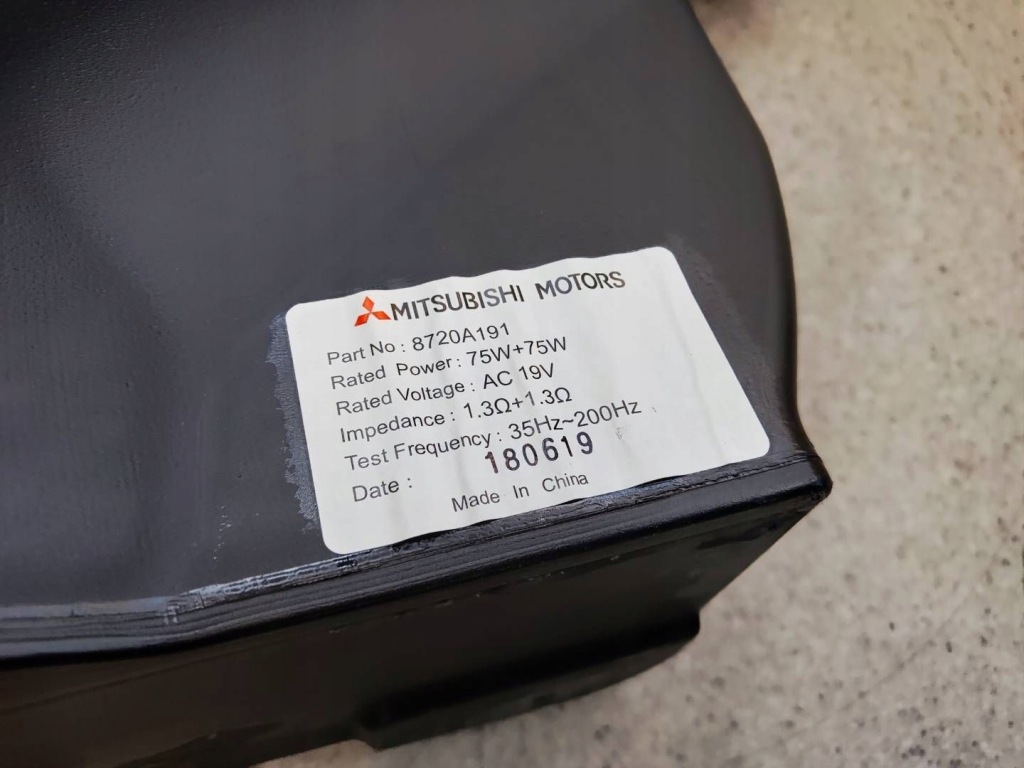 MITSUBISHI MOTORS
Part No : 8720A191
Rated Power : 75W+75W
Rated Voltage : AC 19V
Impedance : 1.3Ω+1.3Ω
Test Frequency : 35Hz~200Hz
Date : 180619
Made In China